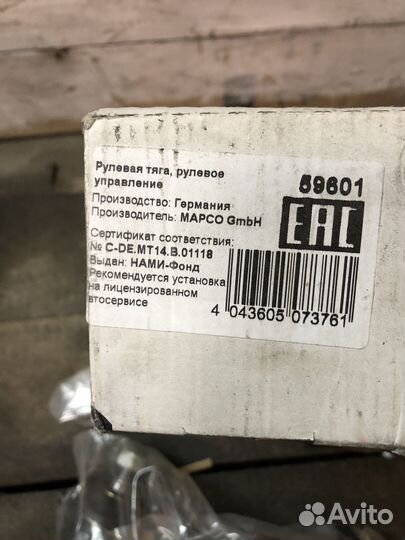 Рулевая тяга, рулевое
управление
59601
Производство: Германия
Производитель: MAPCO GmbH
EAC
Сертификат соответствия:
№ C-DE.MT14.B.01118
Выдан: НАМИ-Фонд
Рекомендуется установка
на лицензированном
втосервисе
4 043605 073761
Avito